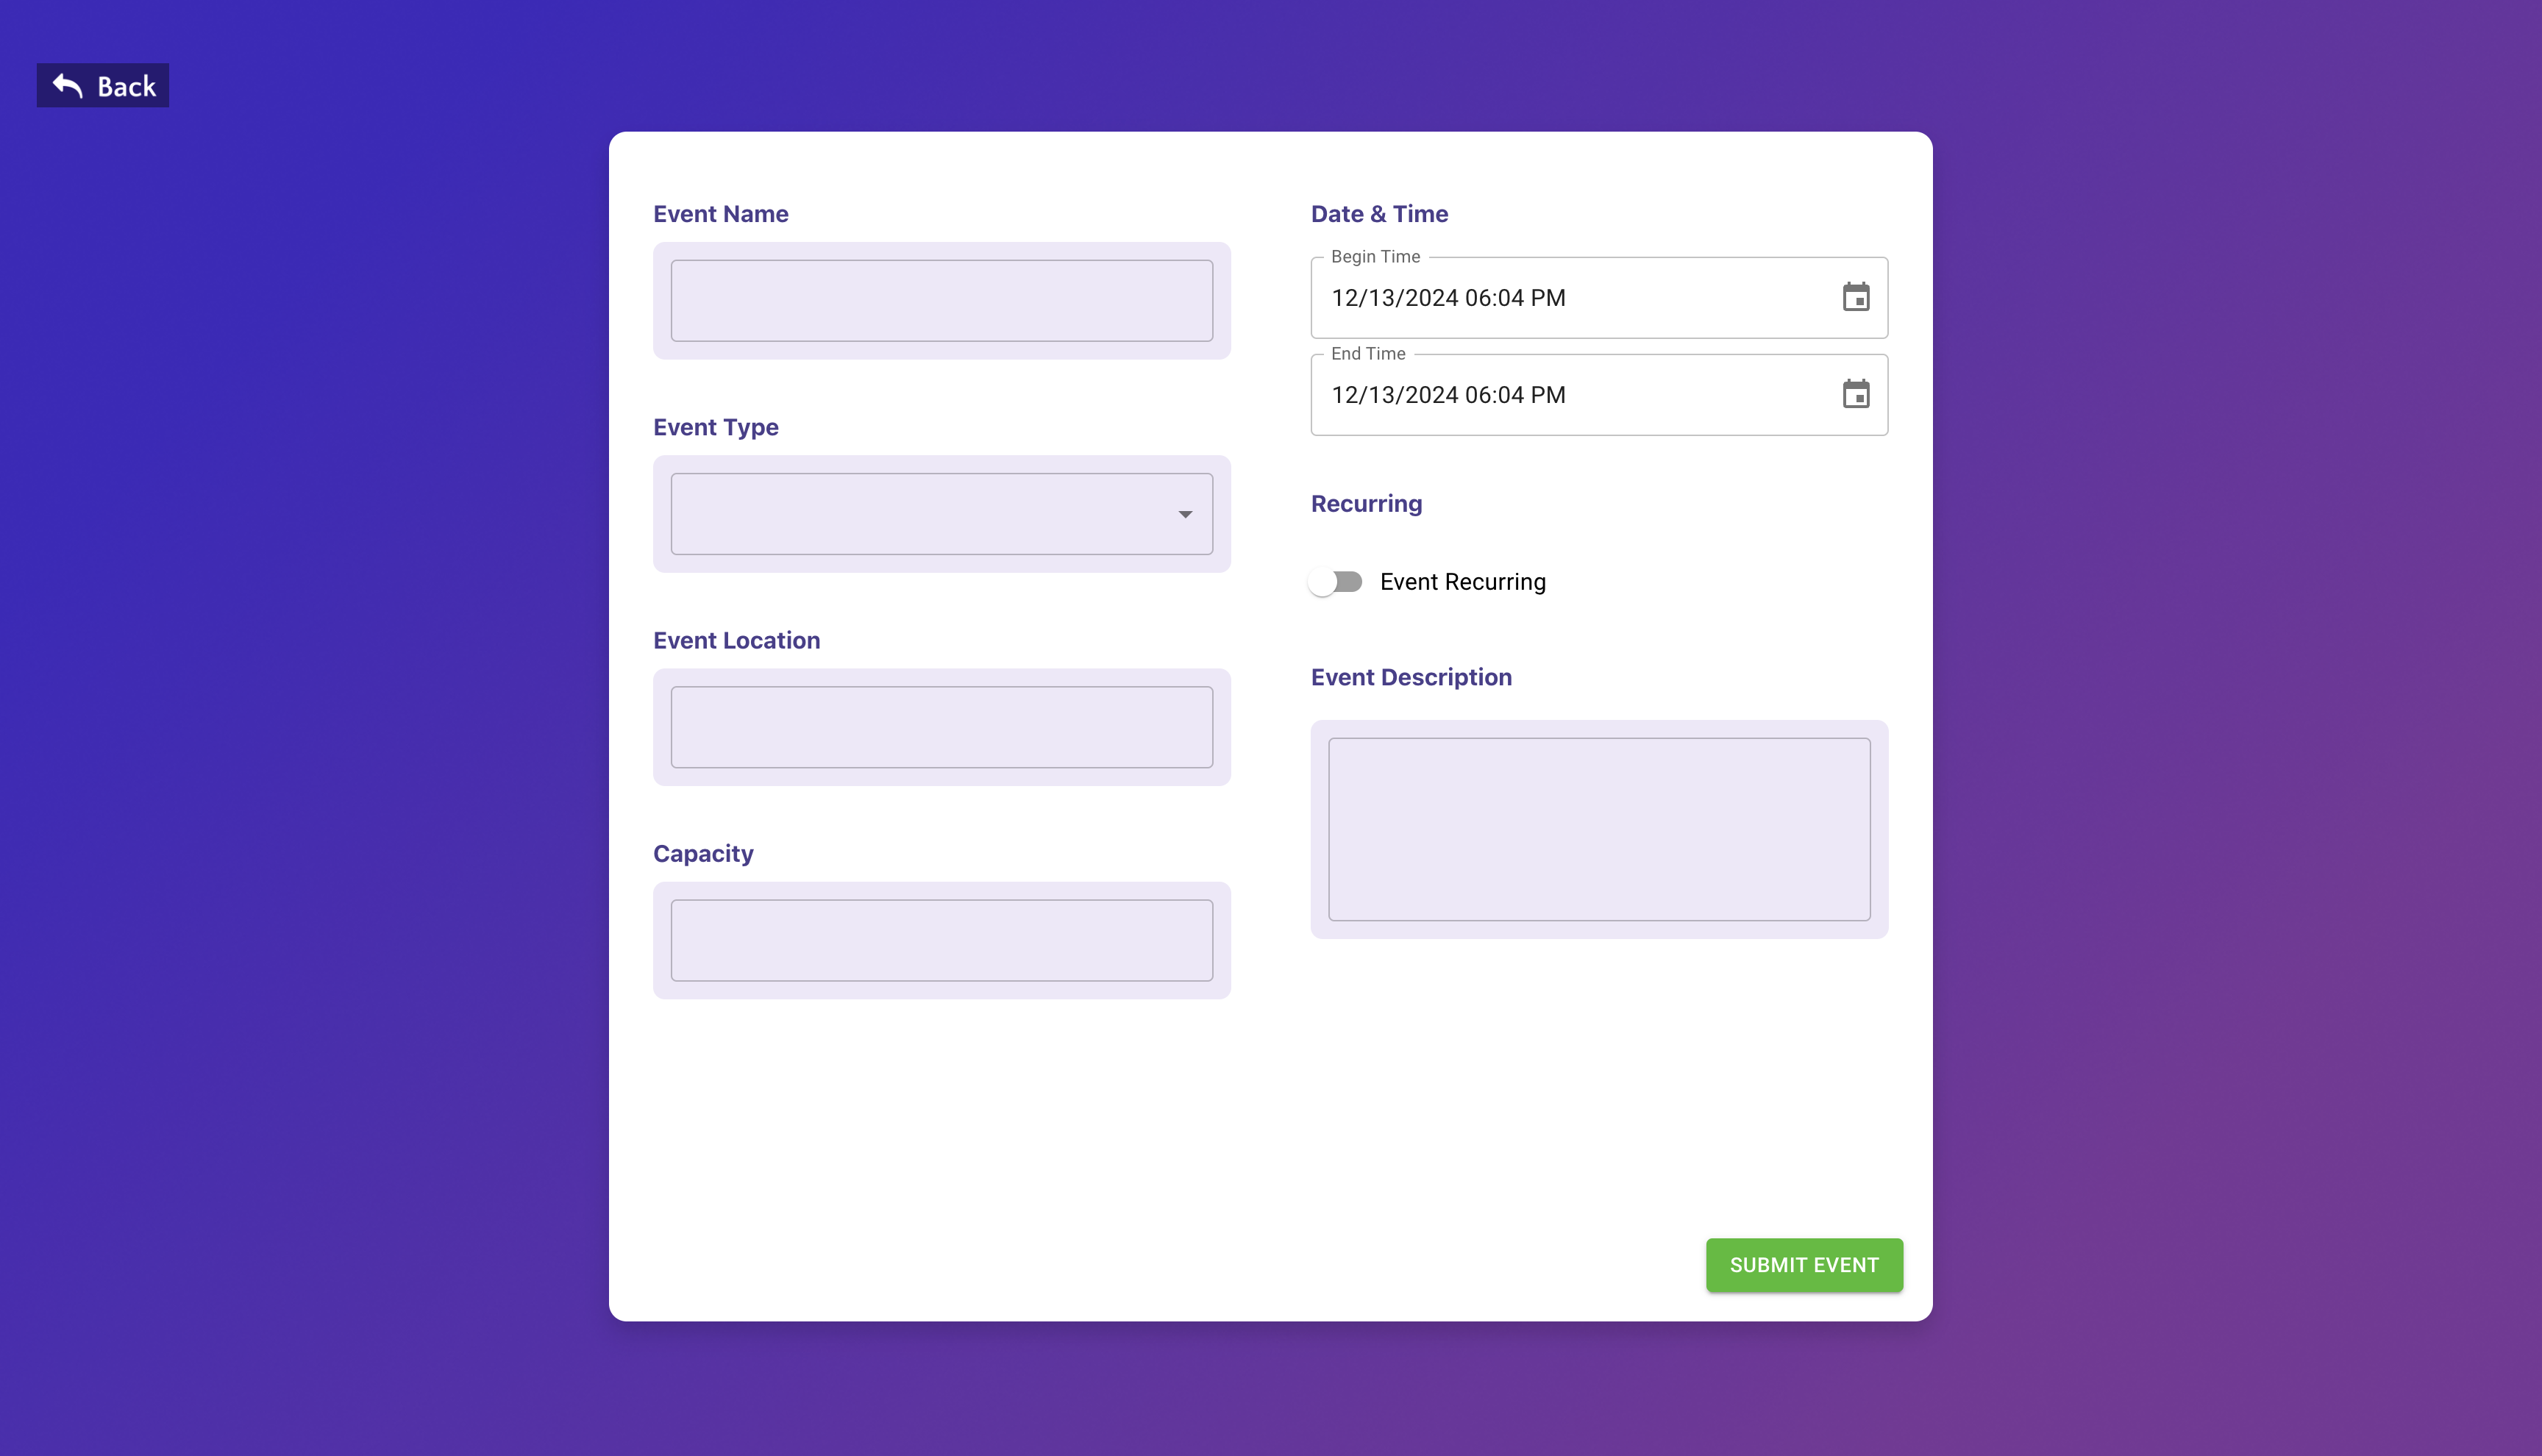 Back
Event Name
Event Type
Event Location
Capacity
Date & Time
Begin Time
12/13/2024 06:04 PM
End Time
12/13/2024 06:04 PM
Recurring
Event Recurring
Event Description
SUBMIT EVENT